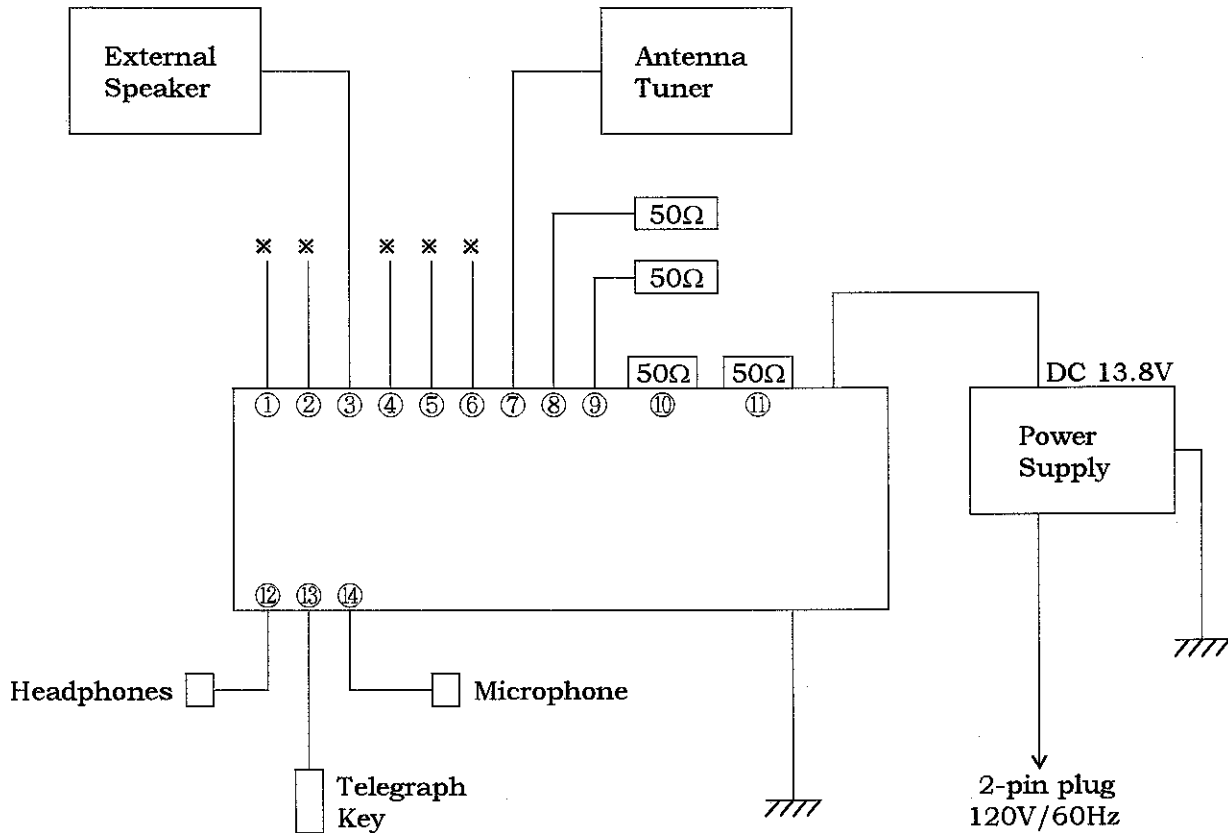 External
Speaker
Antenna
Tuner
50Ω
50Ω
50Ω
50Ω
DC 13.8V
① ② ③ ④ ⑤ ⑥ ⑦ ⑧ ⑨ ⑩ ⑪
Power
Supply
⑫ ⑬ ⑭
Headphones
Microphone
Telegraph
Key
2-pin plug
120V/60Hz